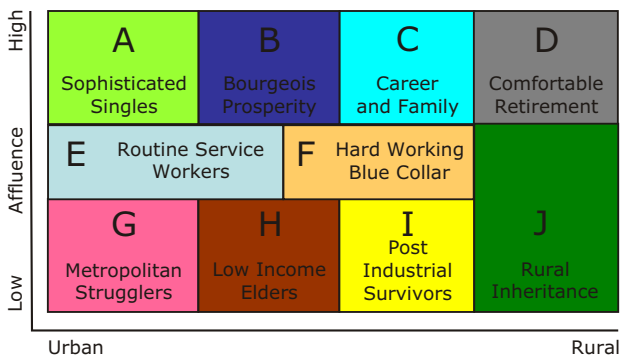 High
Affluence
Low
A
Sophisticated
Singles
B
Bourgeois
Prosperity
C
Career
and Family
D
Comfortable
Retirement
E
Routine Service
Workers
F
Hard Working
Blue Collar
G
Metropolitan
Strugglers
H
Low Income
Elders
I
Post
Industrial
Survivors
J
Rural
Inheritance
Urban
Rural